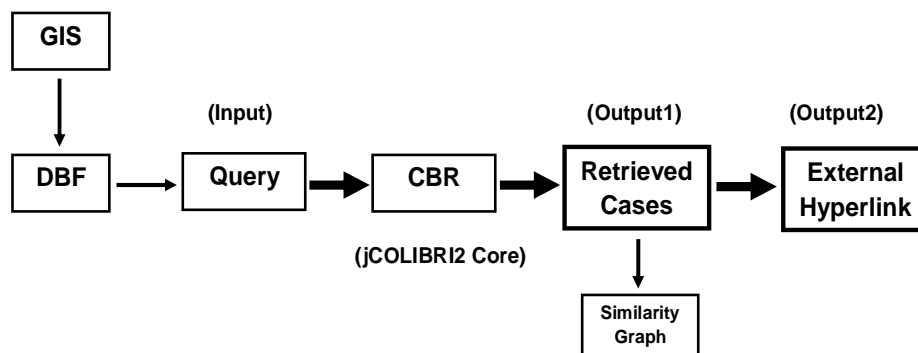 GIS
(Input)
(Output1)
(Output2)
DBF
Query
CBR
Retrieved
Cases
External
Hyperlink
(jCOLIBRI2 Core)
Similarity
Graph